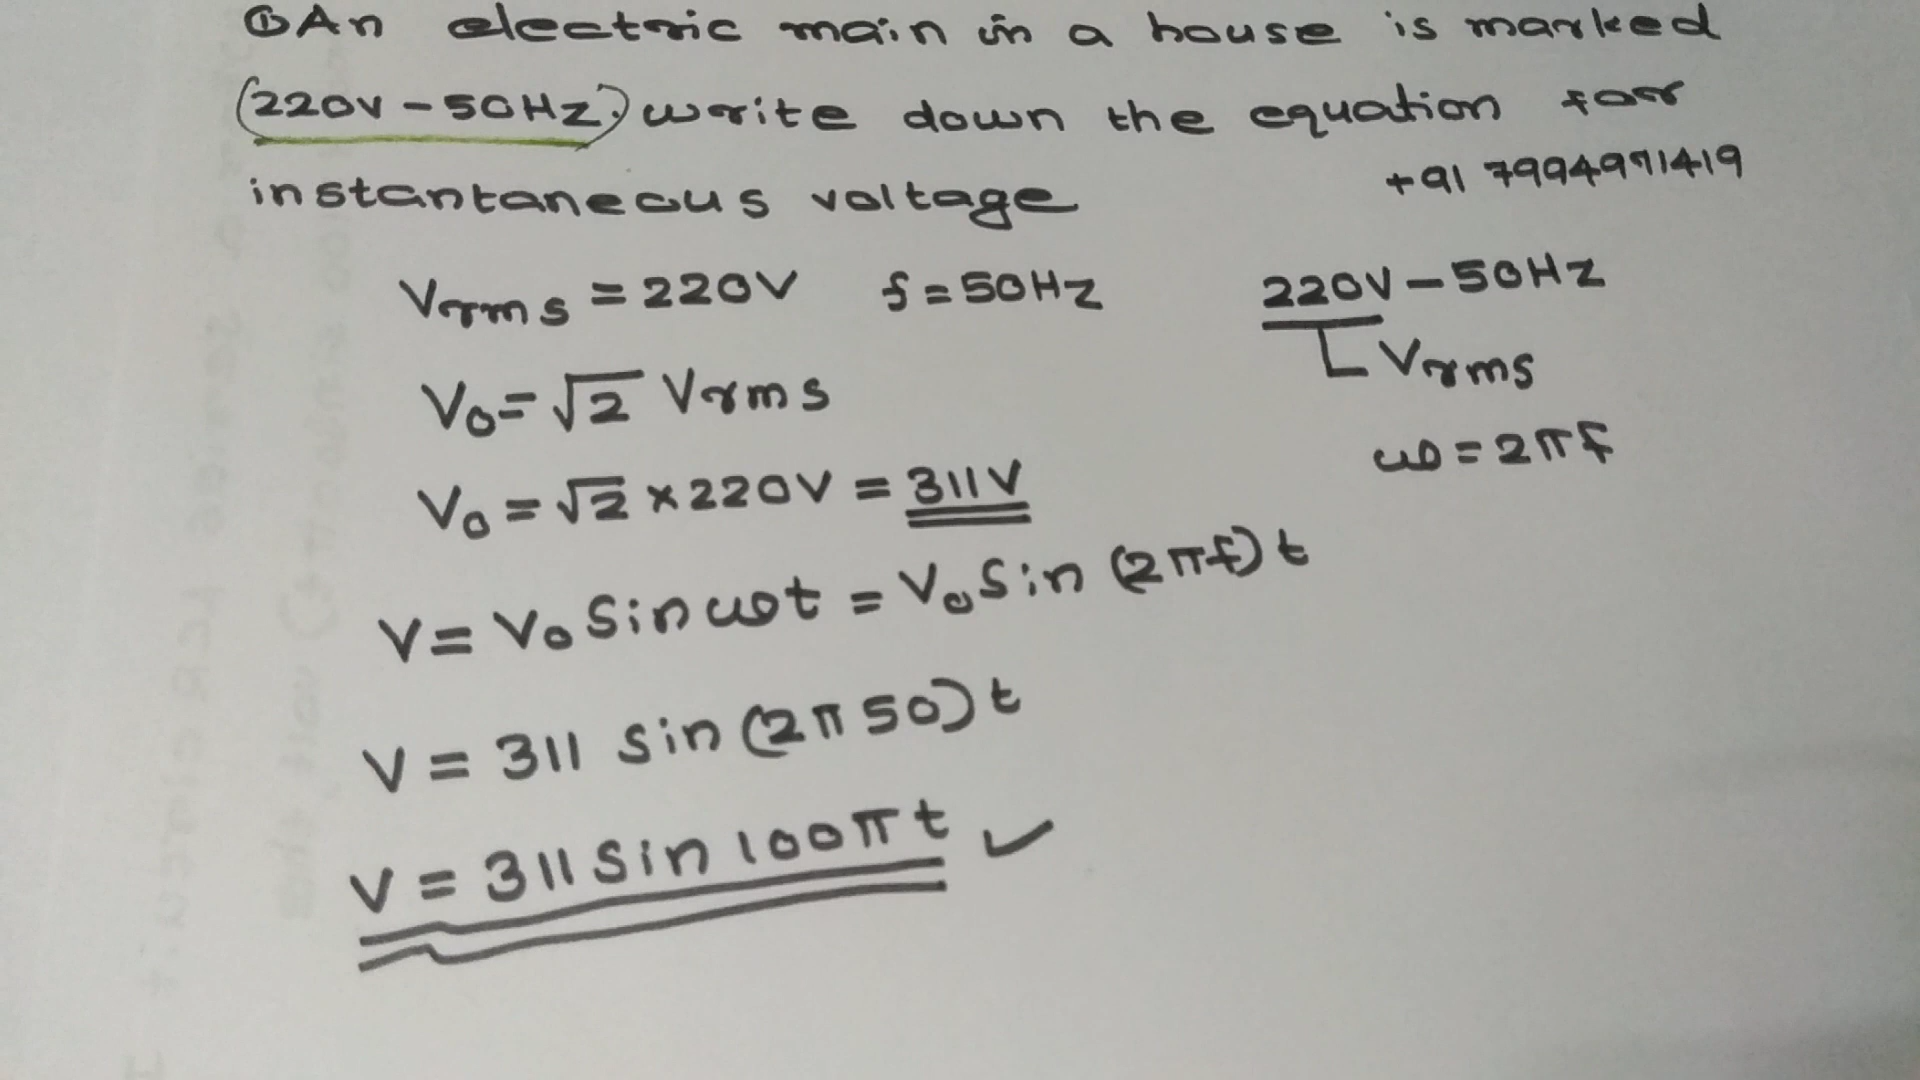 ① An electric main in a house is marked
(220V - 50Hz). write down the equation for
instantaneous voltage
+91 7994971419
Vrms = 220V f = 50Hz
220V - 50Hz
Vrms
V₀ = √2 Vrms
ω = 2πf
V₀ = √2 × 220V = 311V
V = V₀ Sin ωt = V₀ Sin (2πf) t
V = 311 Sin (2π 50) t
V = 311 Sin 100π t ✓